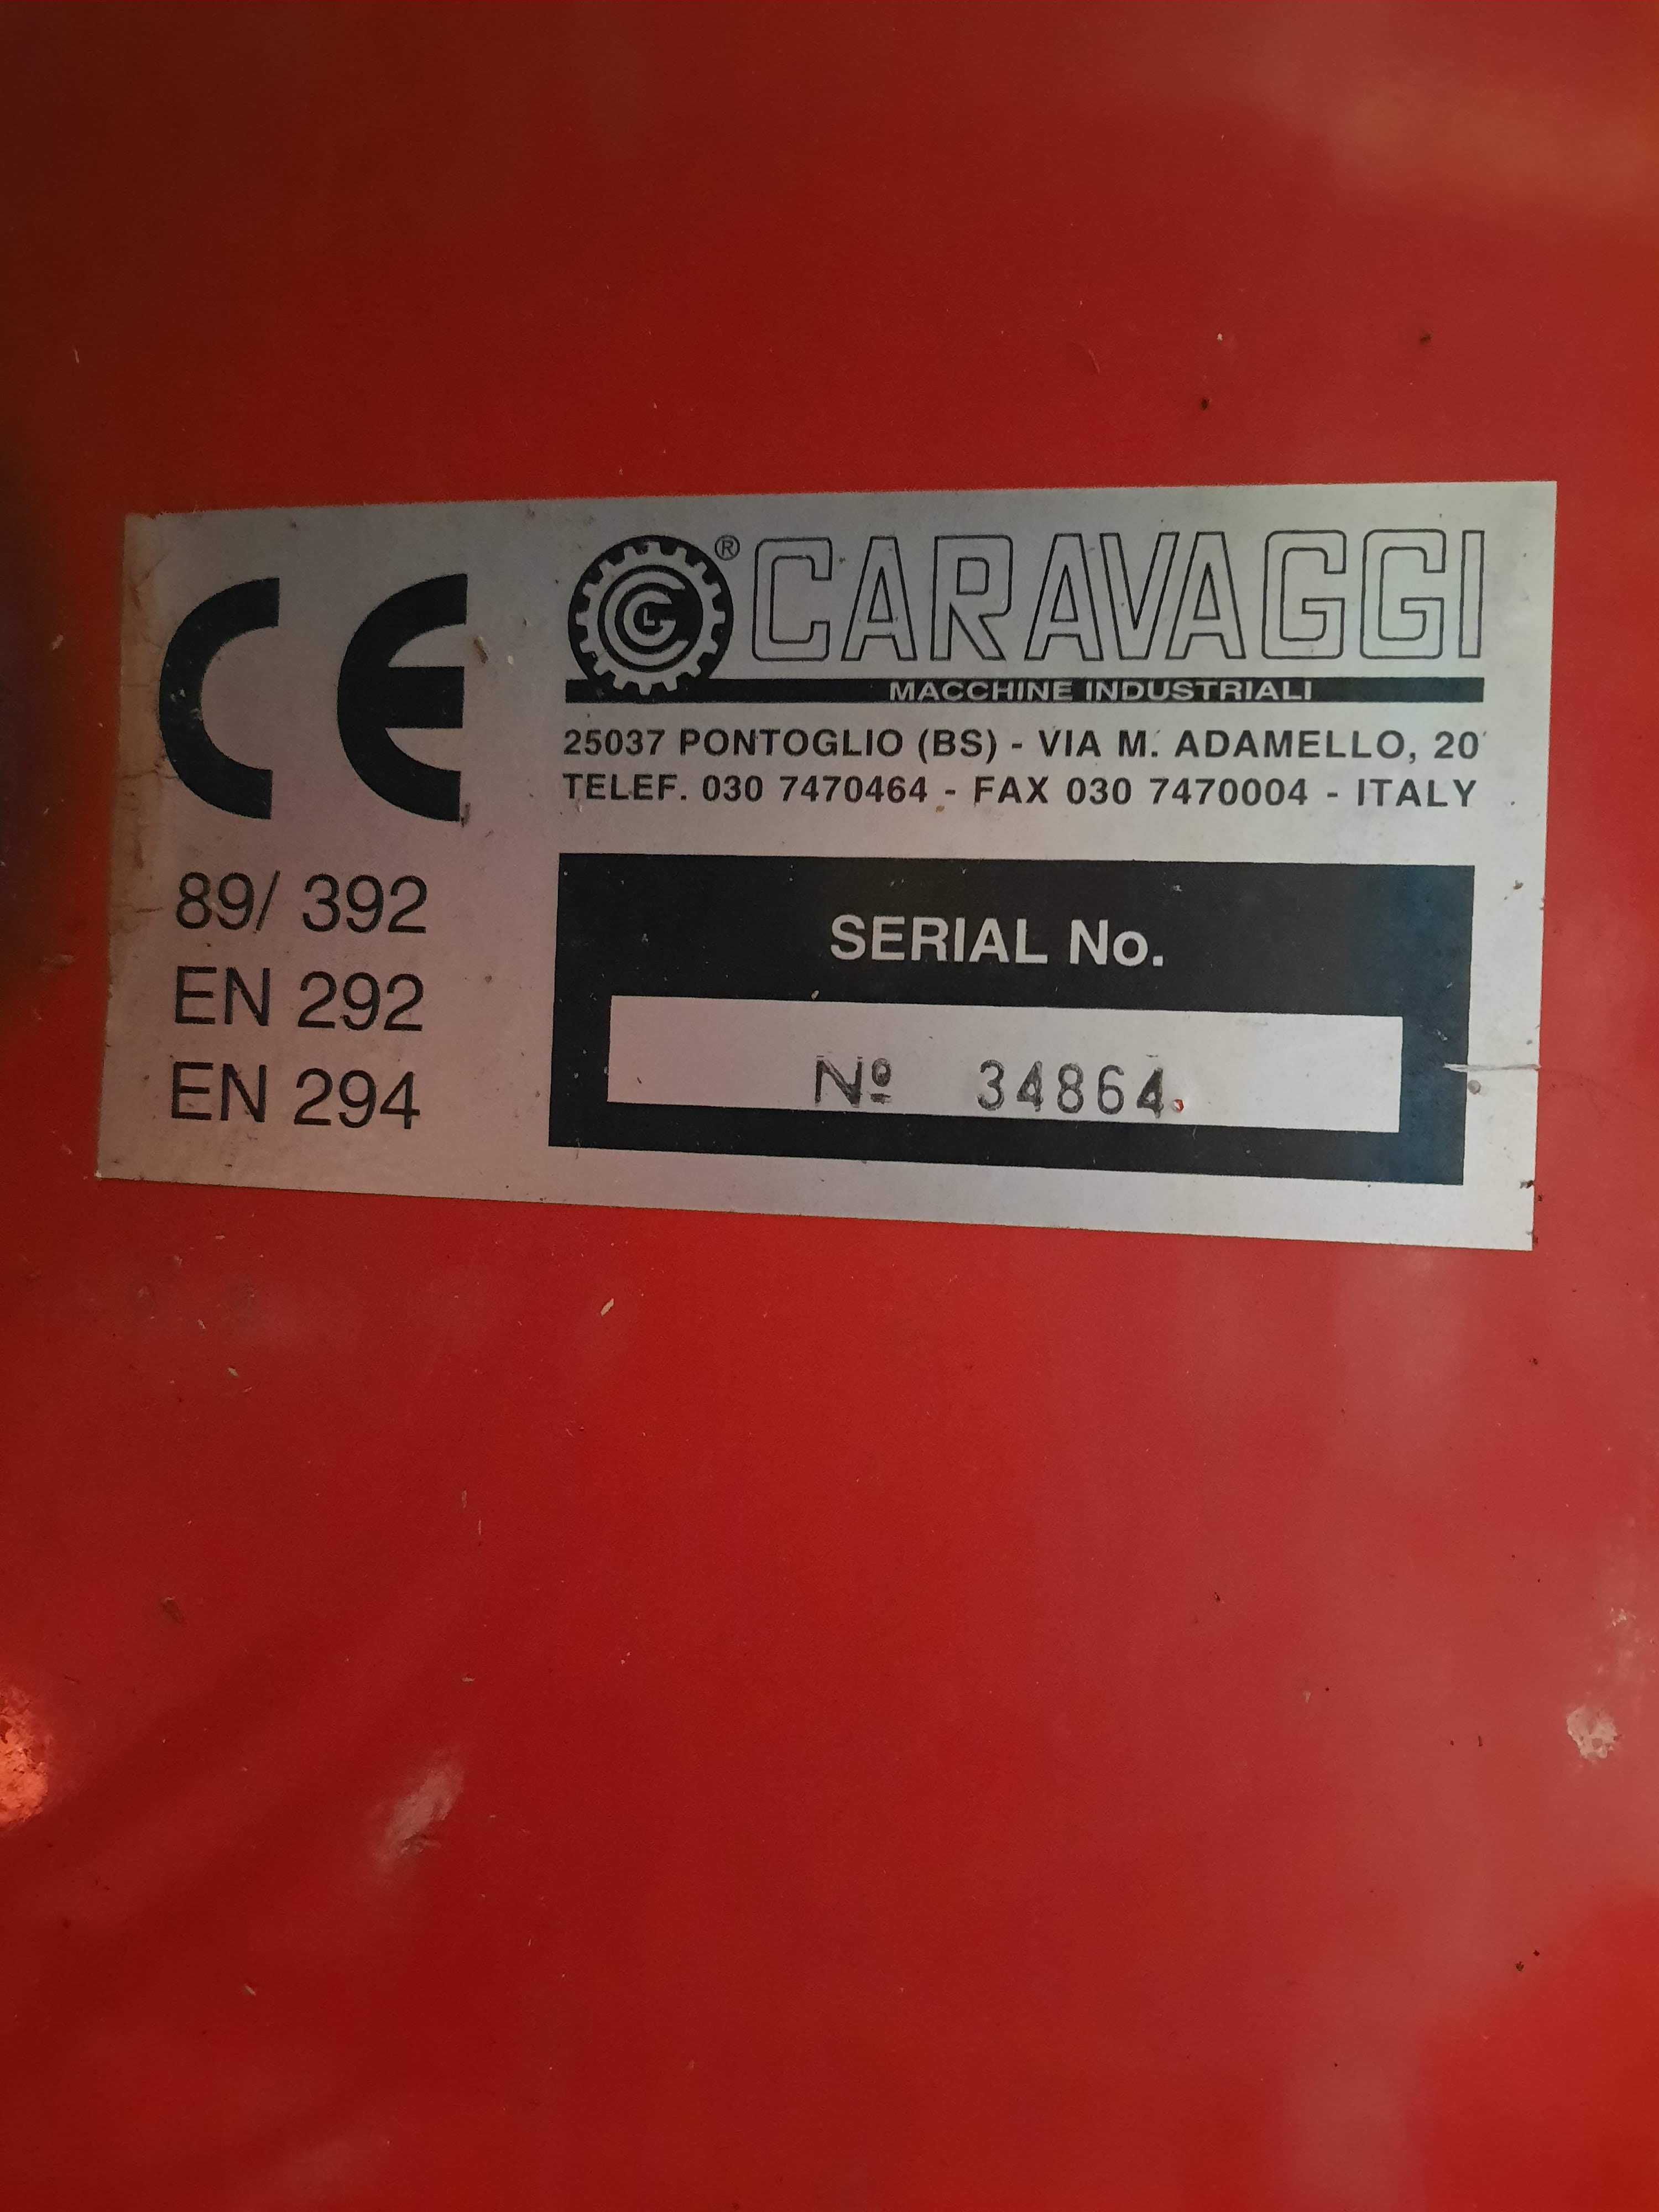 CE
® CARAVAGGI
MACCHINE INDUSTRIALI
25037 PONTOGLIO (BS) - VIA M. ADAMELLO, 20
TELEF. 030 7470464 - FAX 030 7470004 - ITALY
89/ 392
EN 292
EN 294
SERIAL No.
Nº 34864